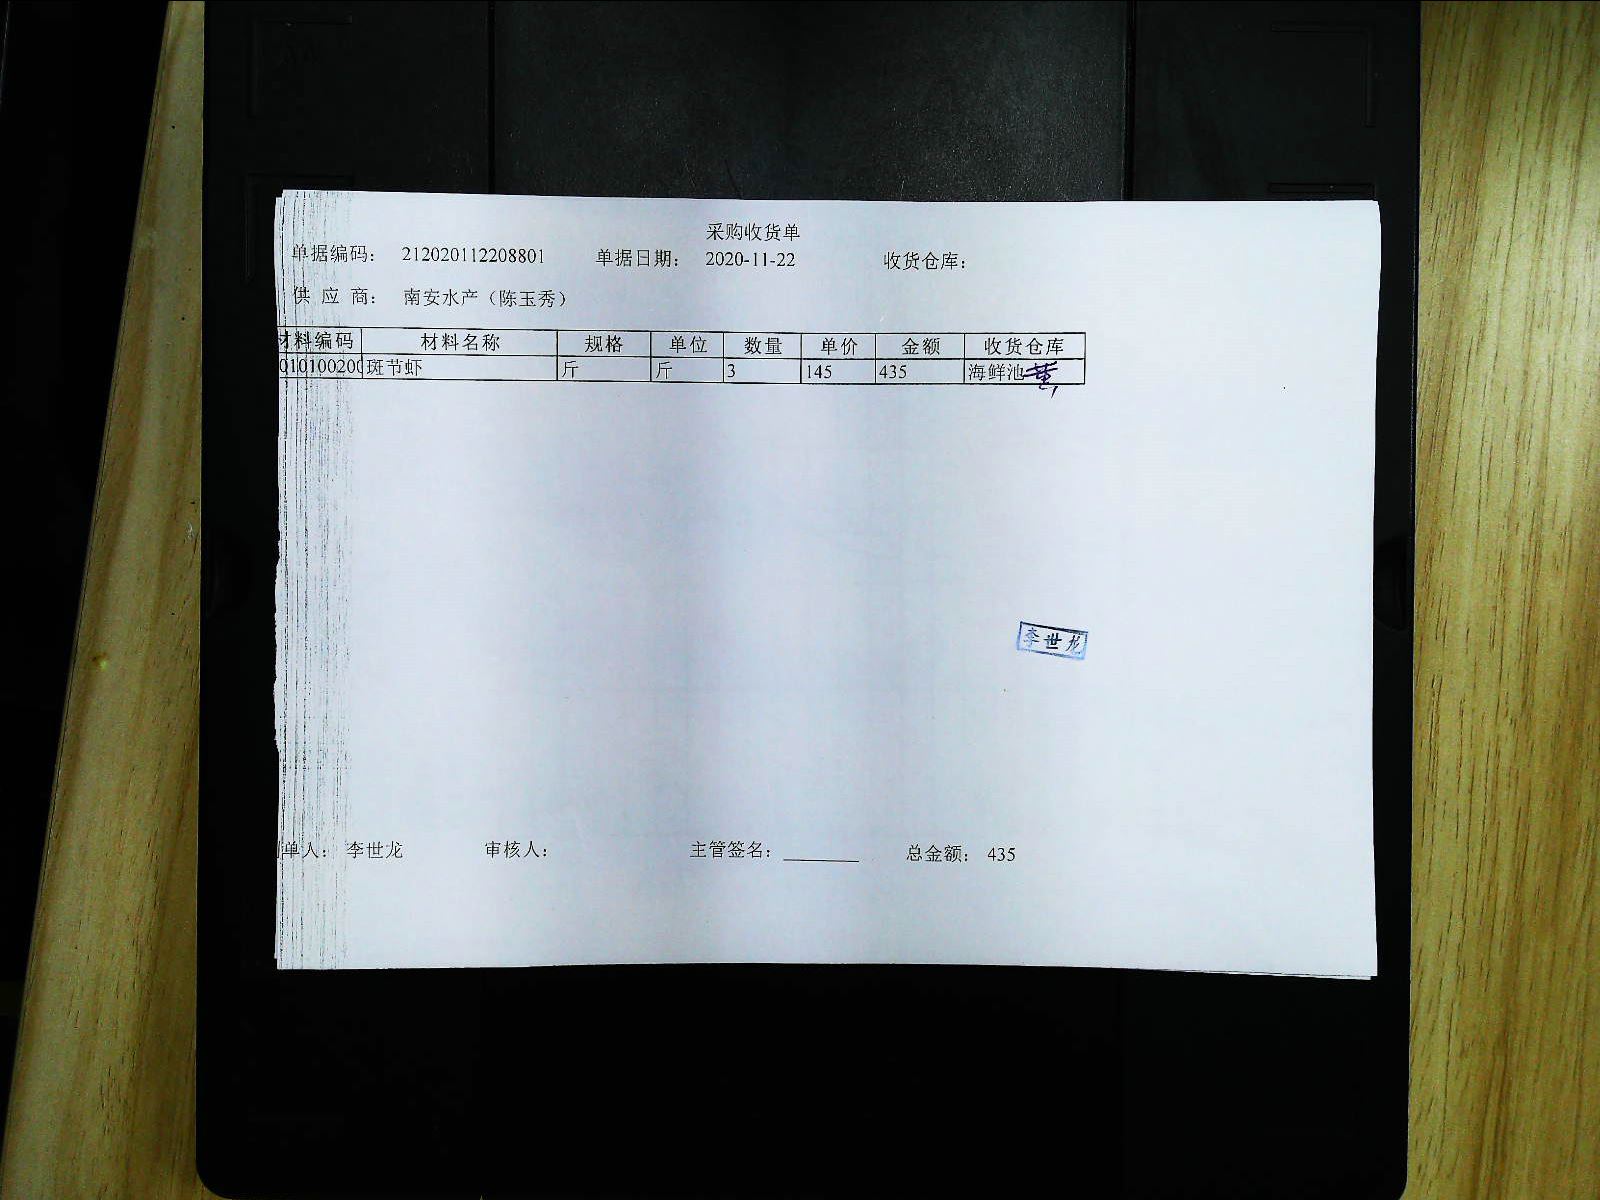 采购收货单
单据编码： 212020112208801 单据日期： 2020-11-22 收货仓库：
供 应 商： 南安水产（陈玉秀）
材料编码 材料名称 规格 单位 数量 单价 金额 收货仓库
010100200 斑节虾 斤 斤 3 145 435 海鲜池
李世龙
单人： 李世龙 审核人： 主管签名： 总金额： 435